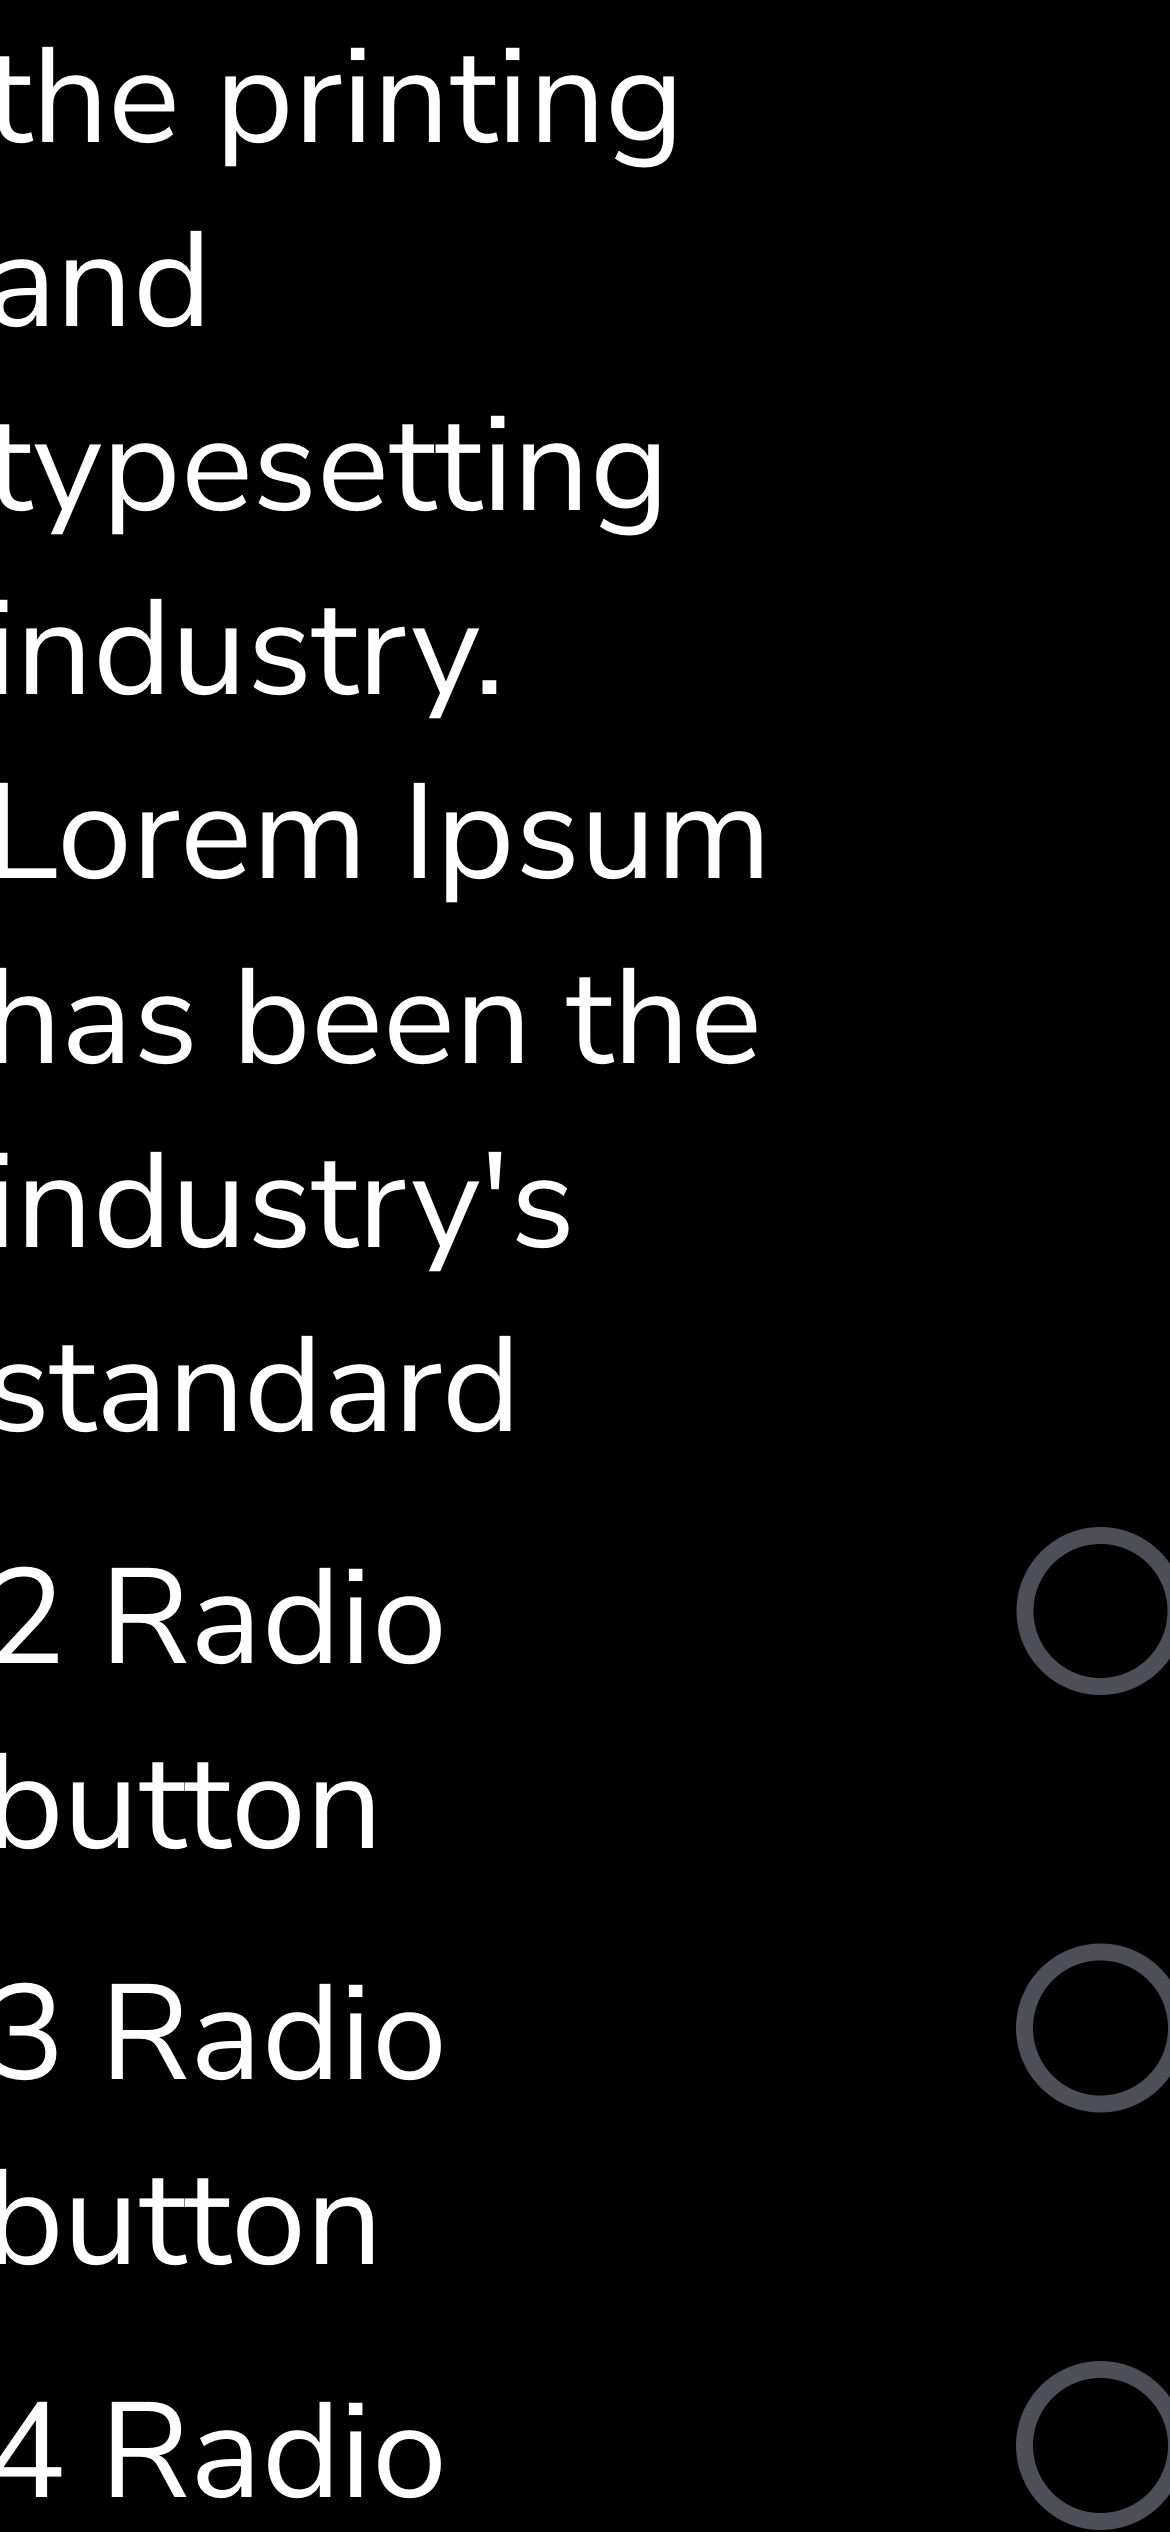 the printing
and
typesetting
industry.
Lorem Ipsum
has been the
industry's
standard
2 Radio
button
3 Radio
button
4 Radio